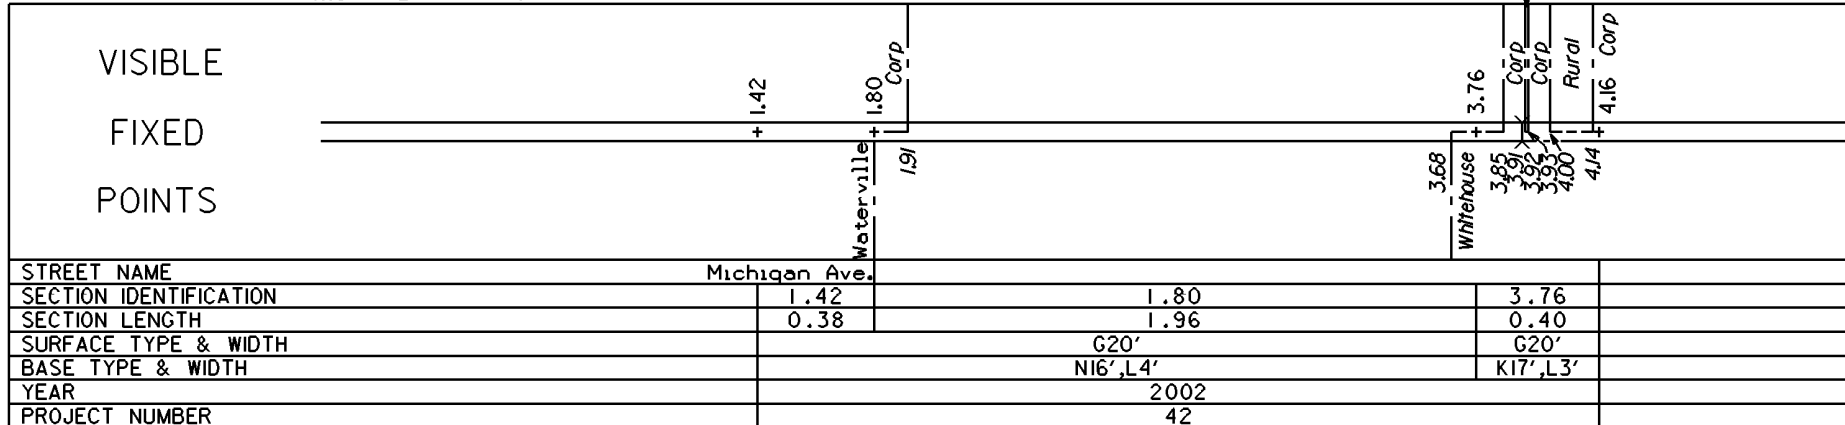 VISIBLE
FIXED
POINTS
1.42
1.80
Corp
3.76
Corp
Corp
Rural
4.16
Corp
Waterville
1.91
3.68
Whitehouse
3.85
3.91
3.92
3.93
4.00
4.14
STREET NAME Michigan Ave.
SECTION IDENTIFICATION 1.42 1.80 3.76
SECTION LENGTH 0.38 1.96 0.40
SURFACE TYPE & WIDTH G20' G20'
BASE TYPE & WIDTH N16',L4' K17',L3'
YEAR 2002
PROJECT NUMBER 42